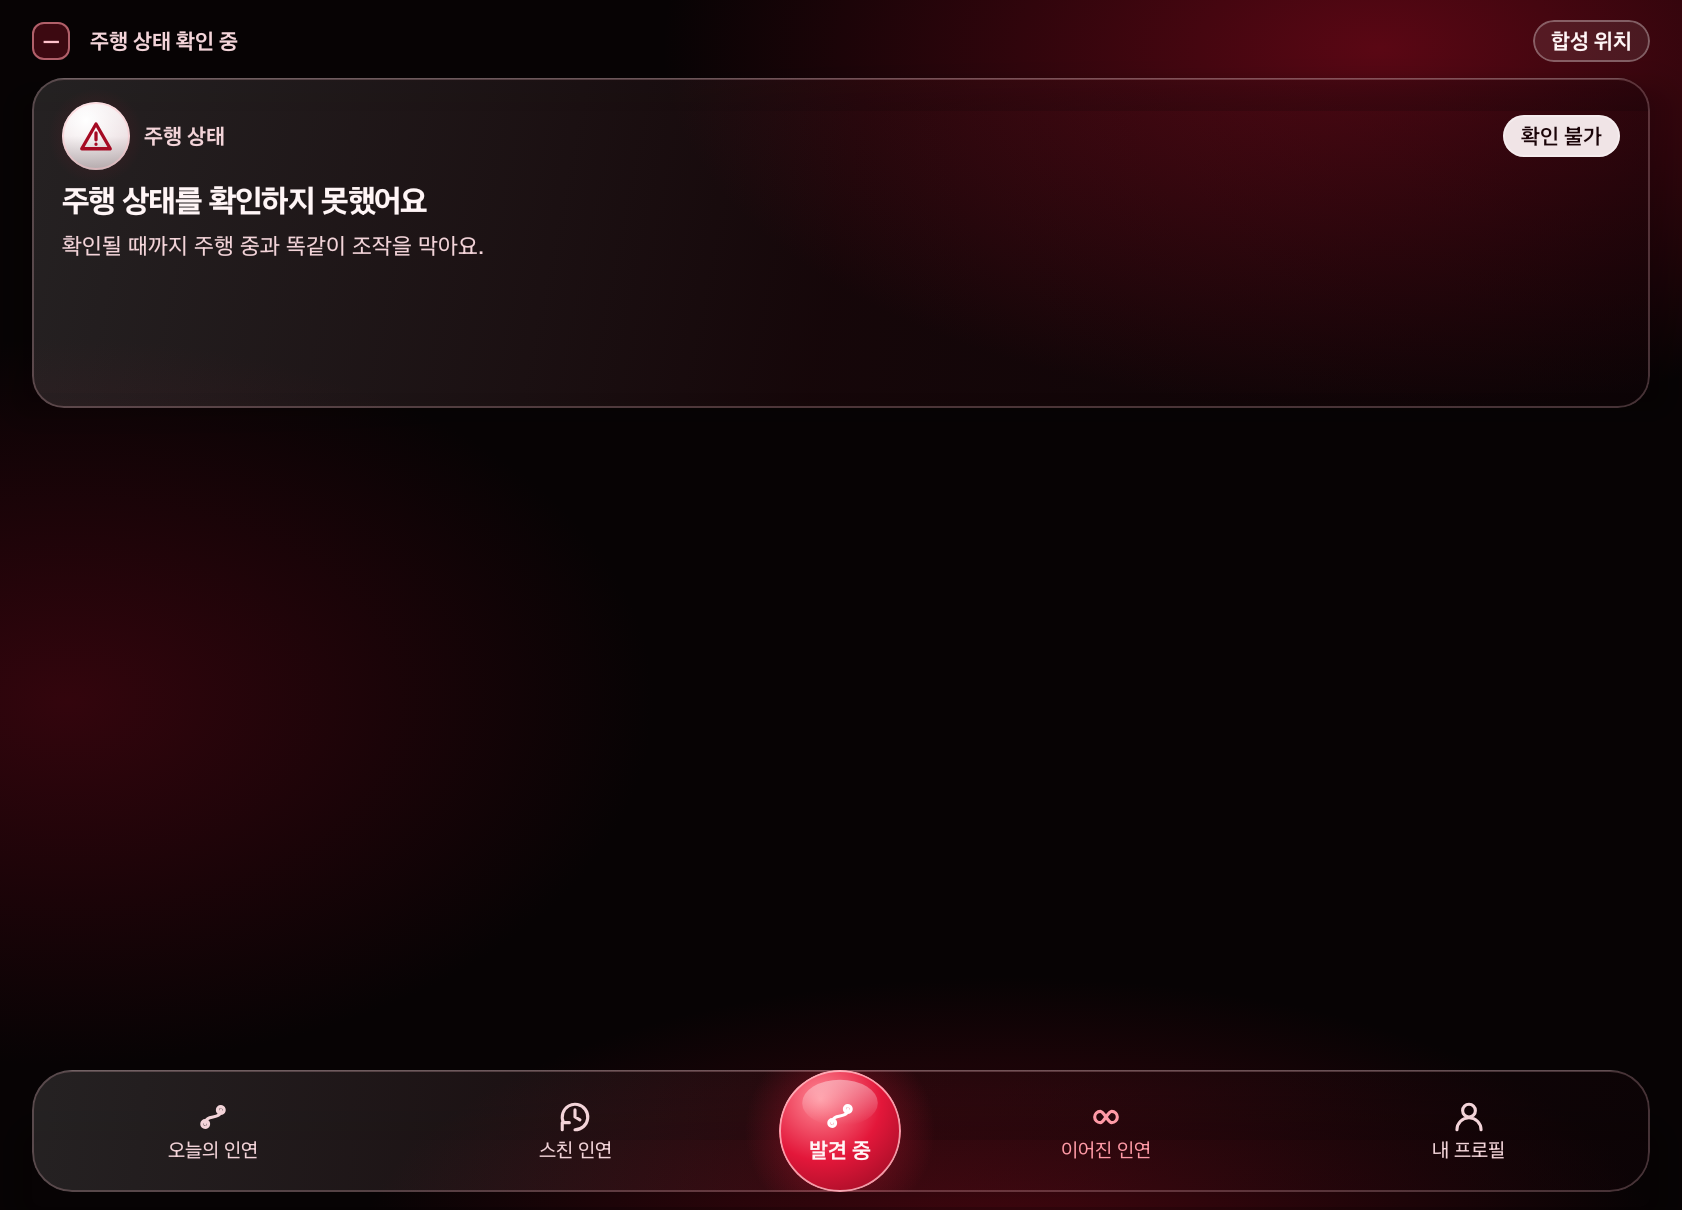 주행 상태 확인 중
합성 위치
주행 상태
확인 불가
주행 상태를 확인하지 못했어요
확인될 때까지 주행 중과 똑같이 조작을 막아요.
오늘의 인연
스친 인연
발견 중
이어진 인연
내 프로필